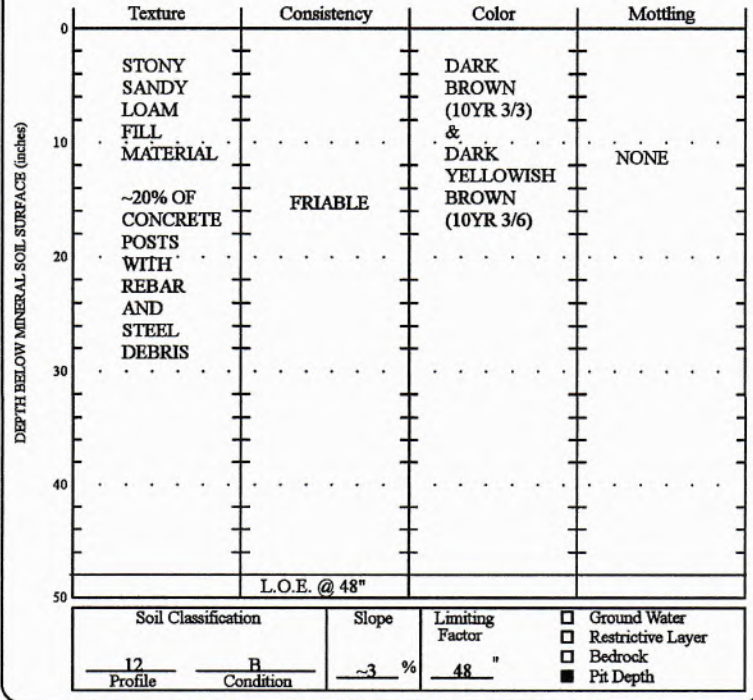 Texture Consistency Color Mottling
DEPTH BELOW MINERAL SOIL SURFACE (inches)
0
10
20
30
40
50
STONY
SANDY
LOAM
FILL
MATERIAL
~20% OF
CONCRETE
POSTS
WITH
REBAR
AND
STEEL
DEBRIS
FRIABLE
DARK
BROWN
(10YR 3/3)
&
DARK
YELLOWISH
BROWN
(10YR 3/6)
NONE
L.O.E. @ 48"
Soil Classification
12 B
Profile Condition
Slope
~3 %
Limiting
Factor
48 "
Ground Water
Restrictive Layer
Bedrock
Pit Depth